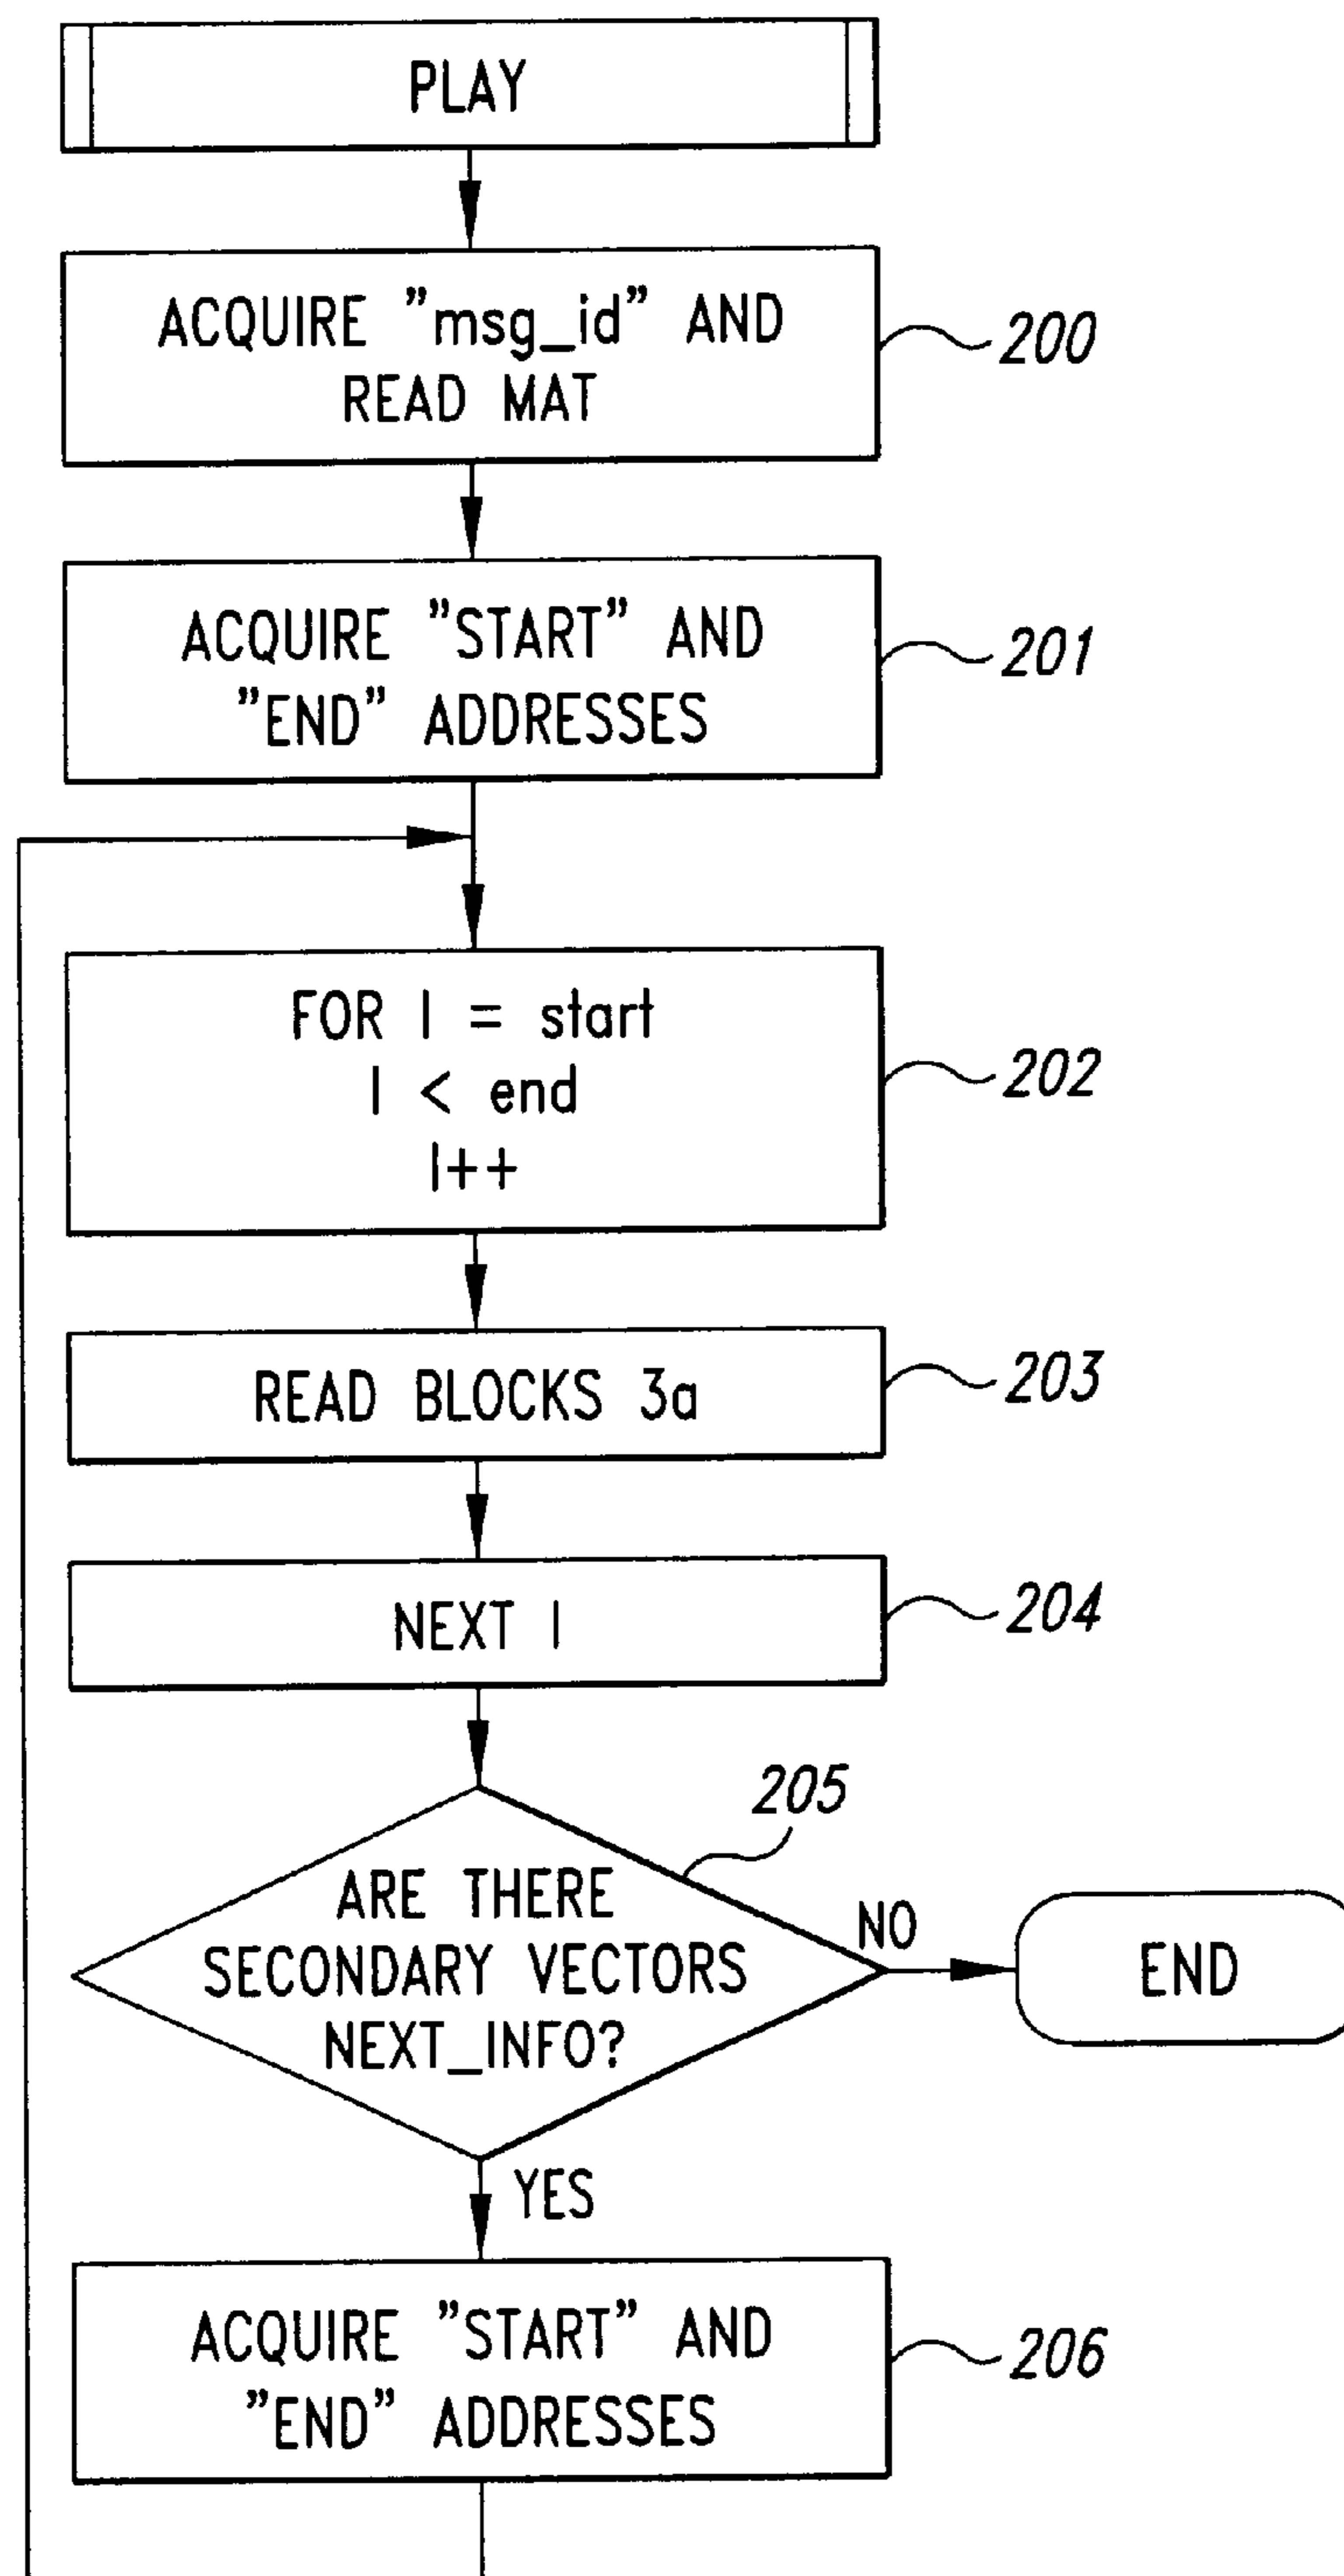 PLAY
ACQUIRE ”msg_id” AND
READ MAT
200
ACQUIRE ”START” AND
”END” ADDRESSES
201
FOR I = start
I < end
I++
202
READ BLOCKS 3a
203
NEXT I
204
205
ARE THERE
SECONDARY VECTORS
NEXT_INFO?
NO
END
YES
ACQUIRE ”START” AND
”END” ADDRESSES
206